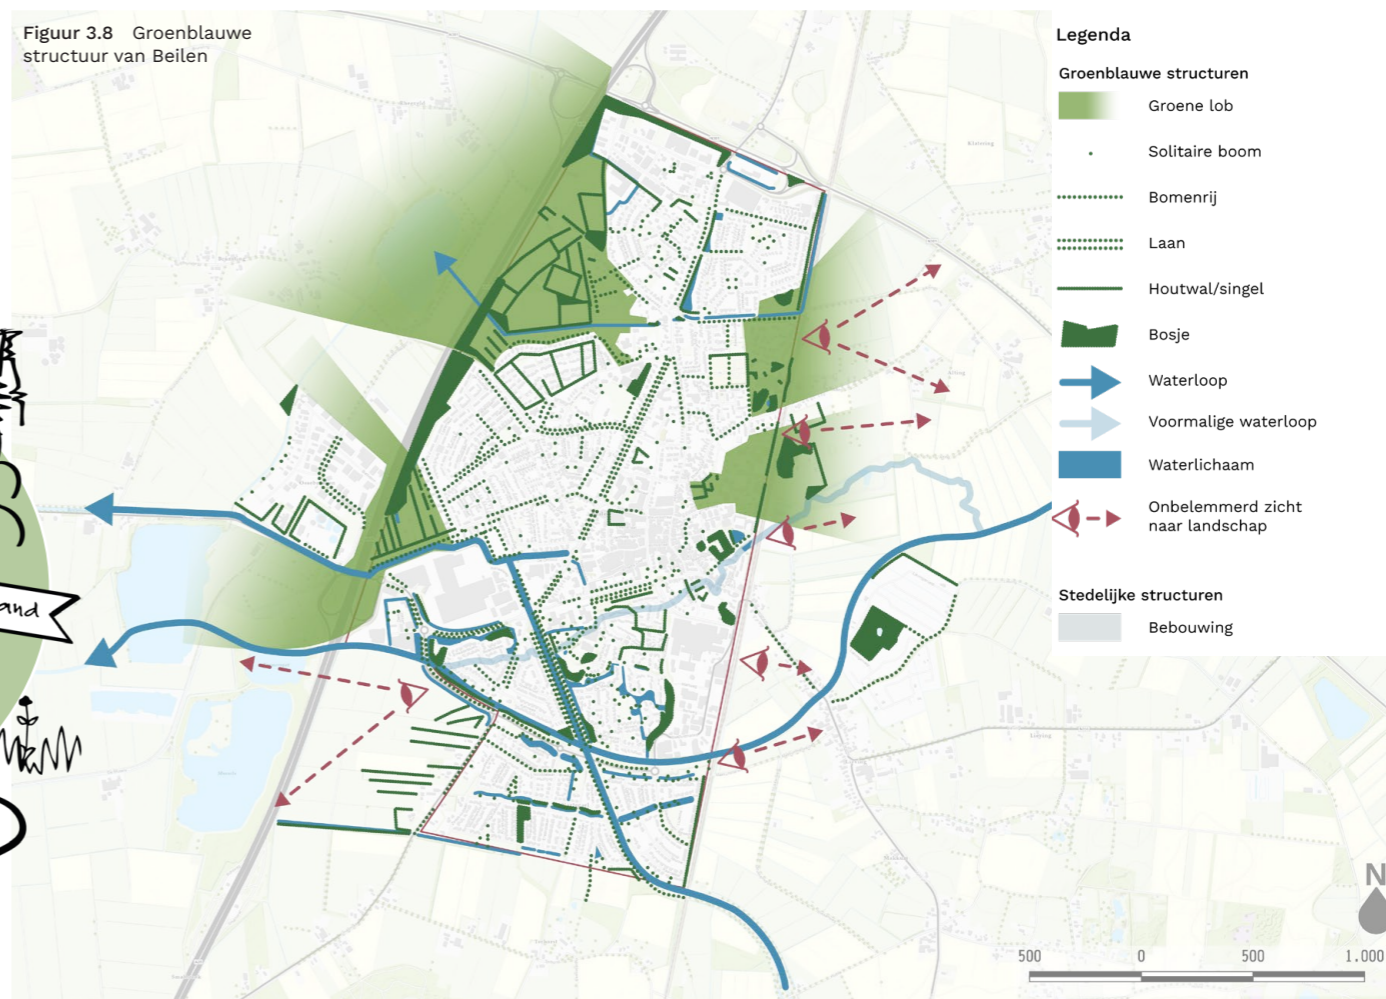 Figuur 3.8 Groenblauwe
structuur van Beilen
Legenda
Groenblauwe structuren
Groene lob
Solitaire boom
Bomenrij
Laan
Houtwal/singel
Bosje
Waterloop
Voormalige waterloop
Waterlichaam
Onbelemmerd zicht
naar landschap
Stedelijke structuren
Bebouwing
and
N
500 0 500 1.000